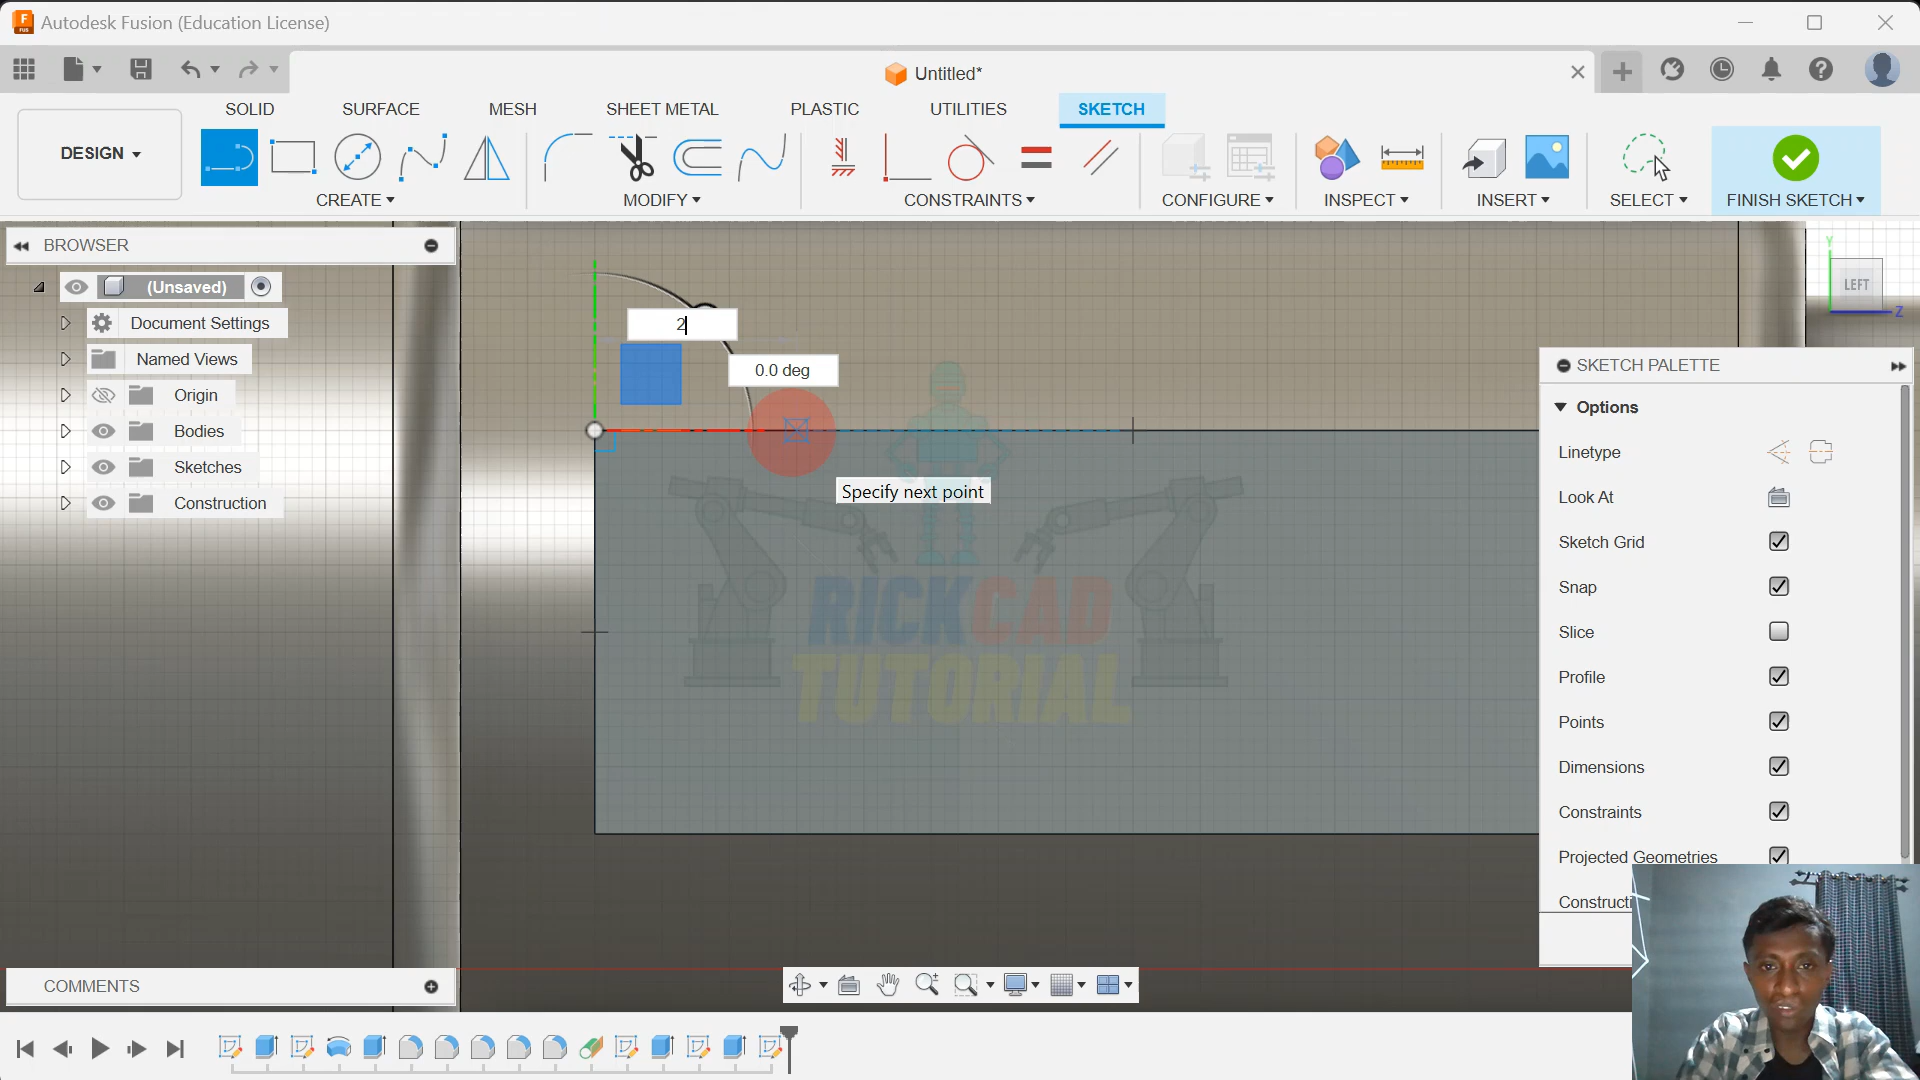 Autodesk Fusion (Education License)
Untitled*
SOLID
SURFACE
MESH
SHEET METAL
PLASTIC
UTILITIES
SKETCH
DESIGN
CREATE
MODIFY
CONSTRAINTS
CONFIGURE
INSPECT
INSERT
SELECT
FINISH SKETCH
BROWSER
(Unsaved)
Document Settings
Named Views
Origin
Bodies
Sketches
Construction
2
0.0 deg
Specify next point
RICKCAD
TUTORIAL
Y
LEFT
Z
SKETCH PALETTE
Options
Linetype
Look At
Sketch Grid
Snap
Slice
Profile
Points
Dimensions
Constraints
Projected Geometries
Constructi
COMMENTS